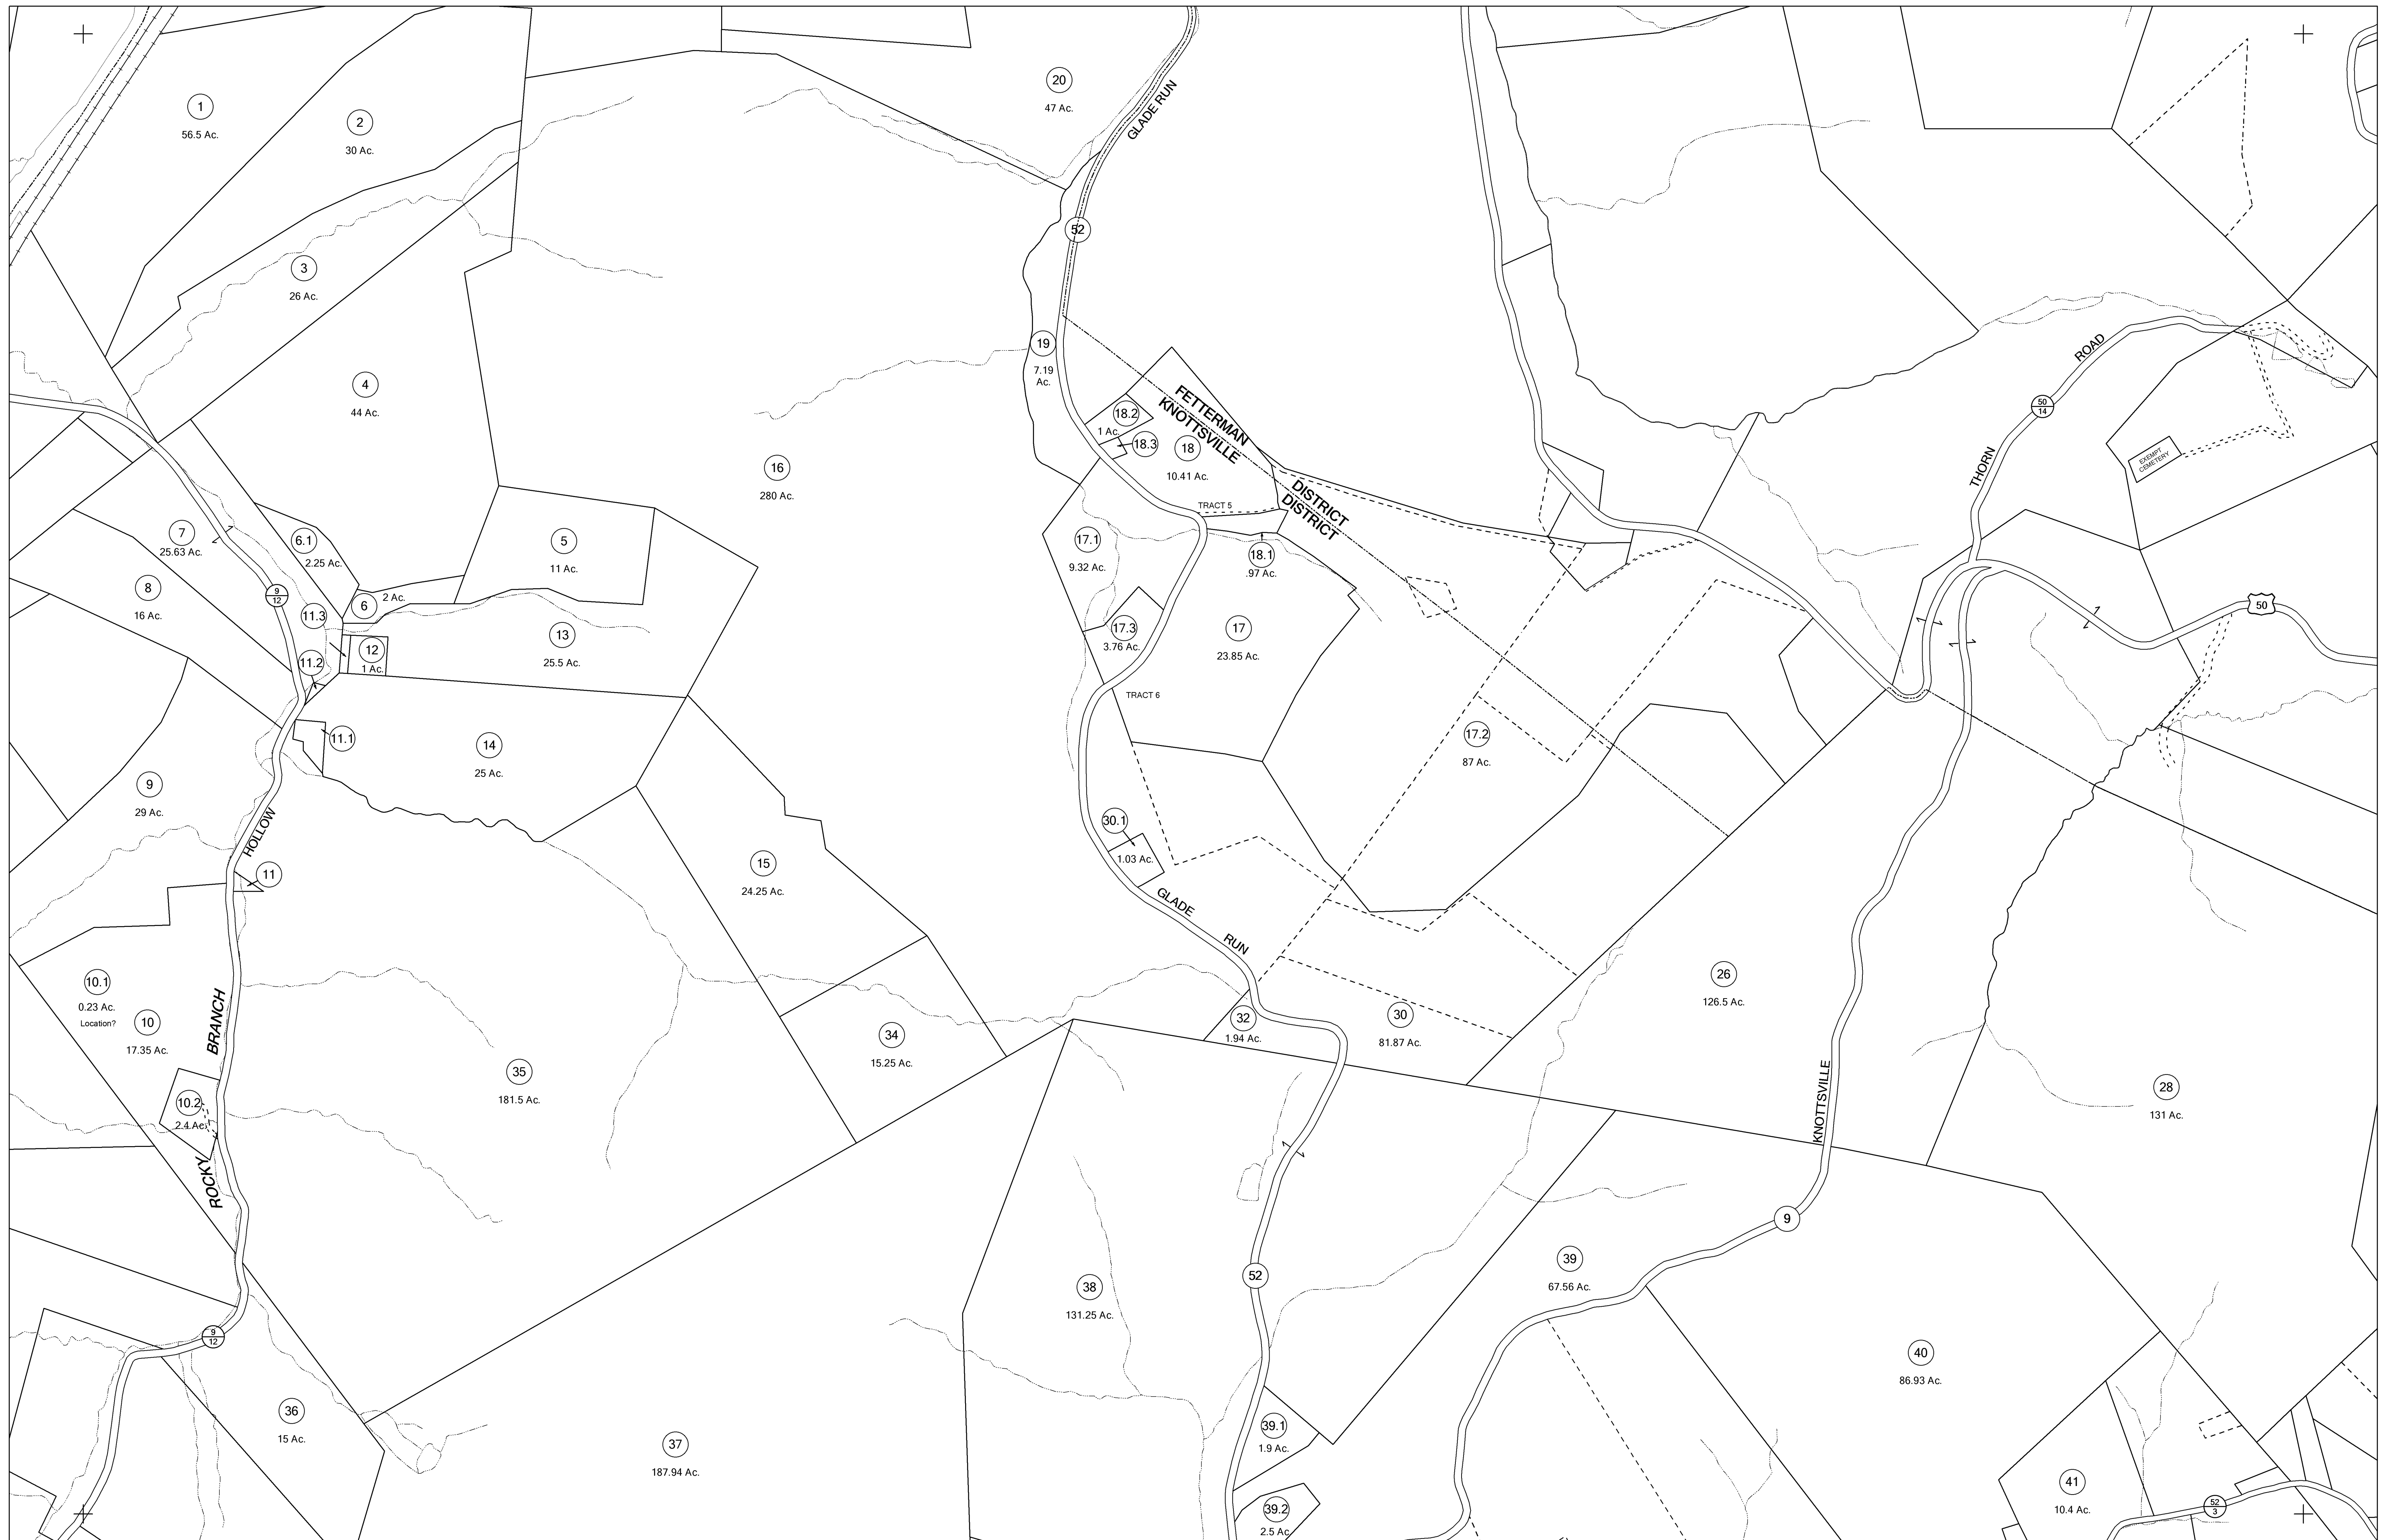 1
56.5 Ac.
2
30 Ac.
20
47 Ac.
GLADE RUN
52
3
26 Ac.
19
7.19
Ac.
4
44 Ac.
18.2
1 Ac.
18.3
18
10.41 Ac.
FETTERMAN
KNOTTSVILLE
DISTRICT
DISTRICT
THORN
ROAD
50
14
EXEMPT
CEMETERY
16
280 Ac.
TRACT 5
7
25.63 Ac.
6.1
2.25 Ac.
5
11 Ac.
17.1
9.32 Ac.
18.1
.97 Ac.
8
16 Ac.
9
12
11.3
6
2 Ac.
50
13
25.5 Ac.
12
1 Ac.
11.2
17.3
3.76 Ac.
17
23.85 Ac.
TRACT 6
11.1
14
25 Ac.
17.2
87 Ac.
9
29 Ac.
HOLLOW
30.1
1.03 Ac.
15
24.25 Ac.
11
GLADE
RUN
10.1
0.23 Ac.
Location?
10
17.35 Ac.
BRANCH
26
126.5 Ac.
32
1.94 Ac.
30
81.87 Ac.
34
15.25 Ac.
35
181.5 Ac.
KNOTTSVILLE
28
131 Ac.
10.2
2.4 Ac.
ROCKY
9
52
38
131.25 Ac.
39
67.56 Ac.
9
12
40
86.93 Ac.
36
15 Ac.
37
187.94 Ac.
39.1
1.9 Ac.
41
10.4 Ac.
52
3
39.2
2.5 Ac